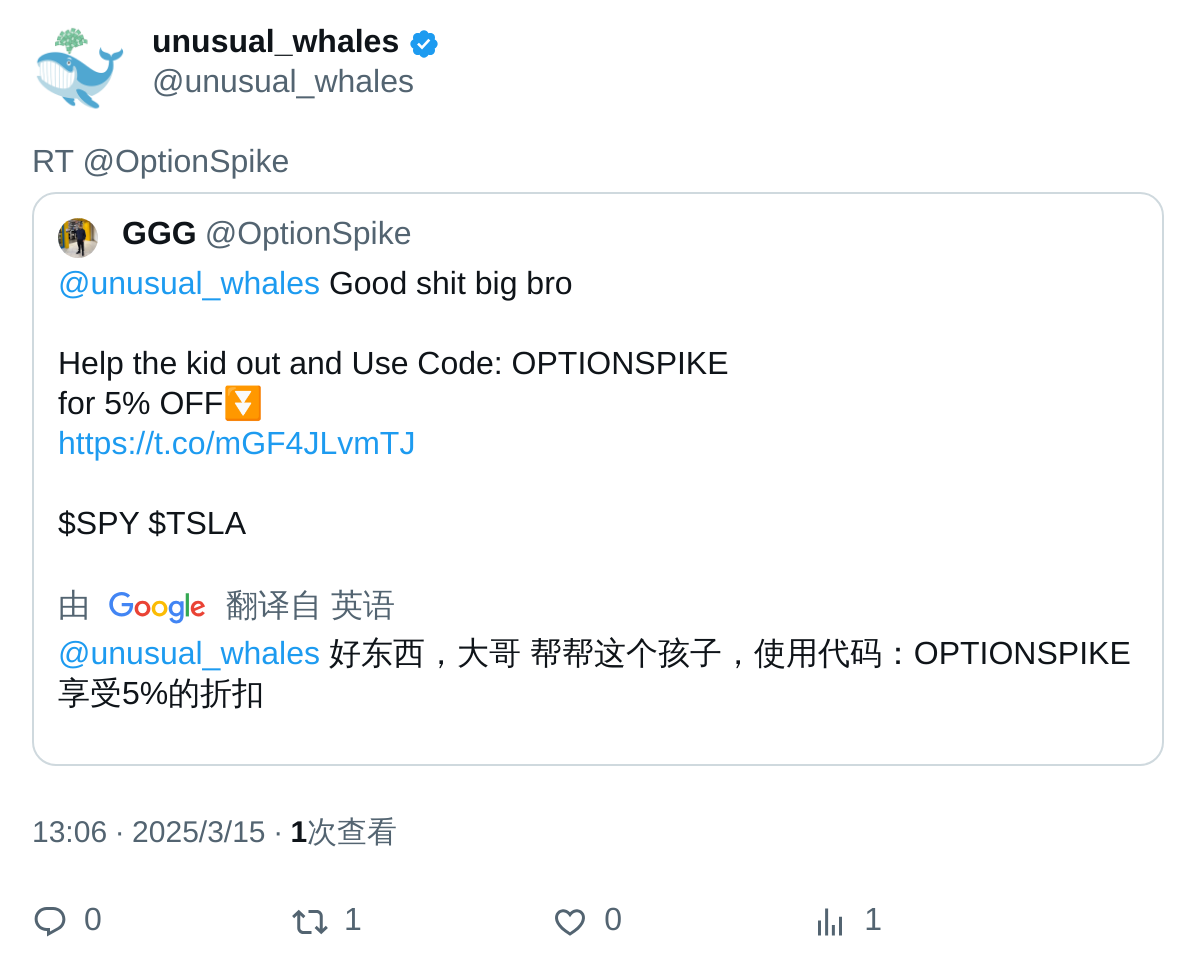 unusual_whales
@unusual_whales
RT @OptionSpike
GGG @OptionSpike
@unusual_whales Good shit big bro
Help the kid out and Use Code: OPTIONSPIKE
for 5% OFF⏬
https://t.co/mGF4JLvmTJ
$SPY $TSLA
由 Google 翻译自 英语
@unusual_whales 好东西，大哥 帮帮这个孩子，使用代码：OPTIONSPIKE
享受5%的折扣
13:06 · 2025/3/15 · 1次查看
0 1 0 1